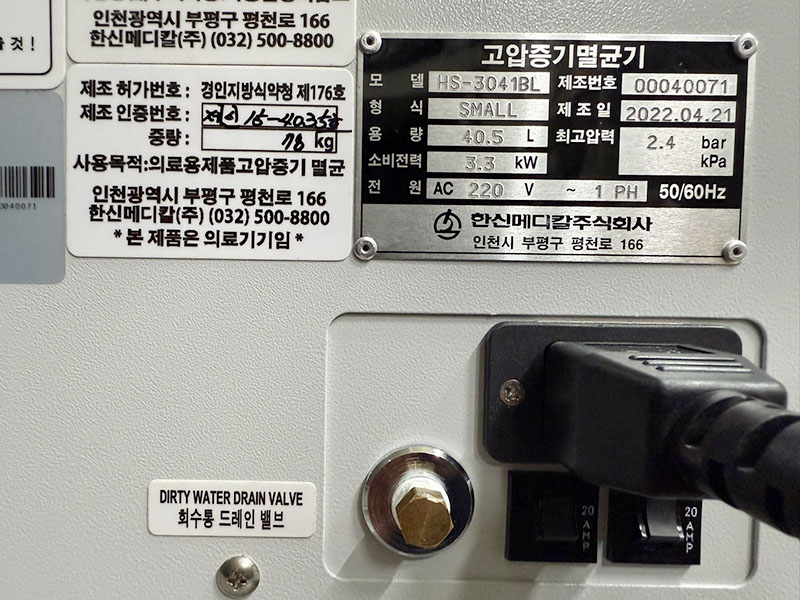 인천광역시 부평구 평천로 166
한신메디칼(주) (032) 500-8800
것 !
제조 허가번호 : 경인지방식약청 제176호
제조 인증번호 : 15-4035호
중량 : 78 kg
사용목적:의료용제품고압증기 멸균
인천광역시 부평구 평천로 166
한신메디칼(주) (032) 500-8800
* 본 제품은 의료기기임 *
0040071
고압증기멸균기
모 델 HS-3041BL 제조번호 00040071
형 식 SMALL 제 조 일 2022.04.21
용 량 40.5 L 최고압력 2.4 bar
kPa
소비전력 3.3 kW
전 원 AC 220 V ~ 1 PH 50/60Hz
한신메디칼주식회사
인천시 부평구 평천로 166
DIRTY WATER DRAIN VALVE
회수통 드레인 밸브
20 AMP
20 AMP